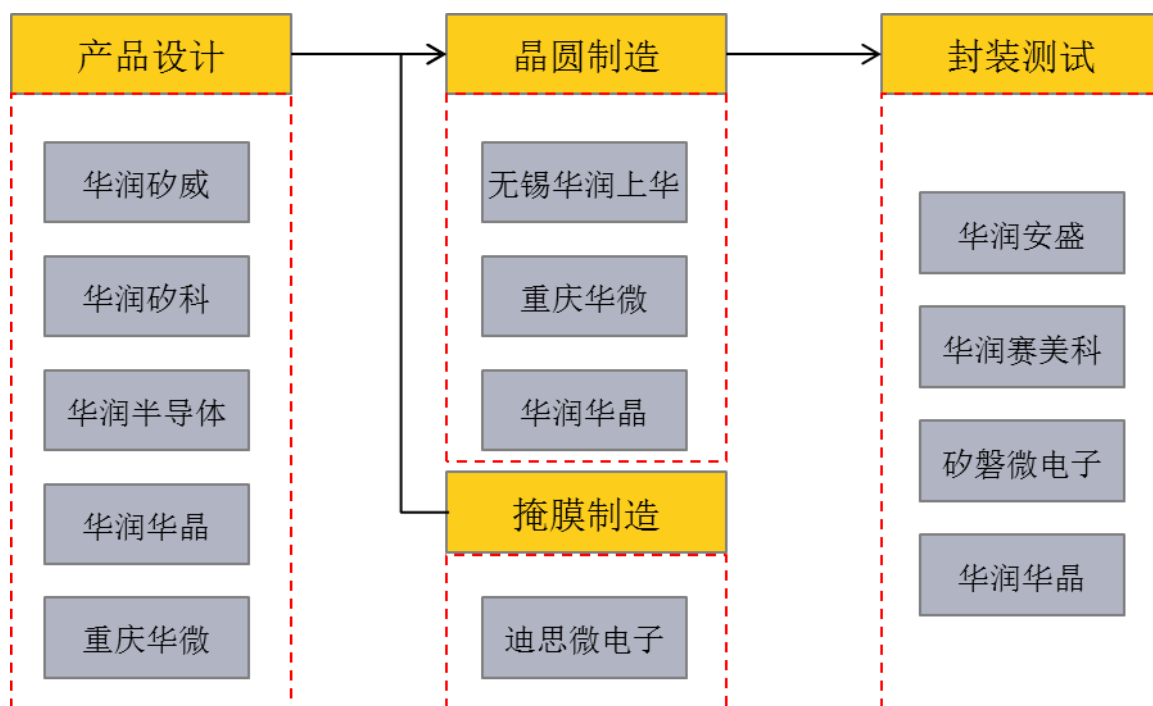 产品设计
华润矽威
华润矽科
华润半导体
华润华晶
重庆华微
晶圆制造
无锡华润上华
重庆华微
华润华晶
掩膜制造
迪思微电子
封装测试
华润安盛
华润赛美科
矽磐微电子
华润华晶